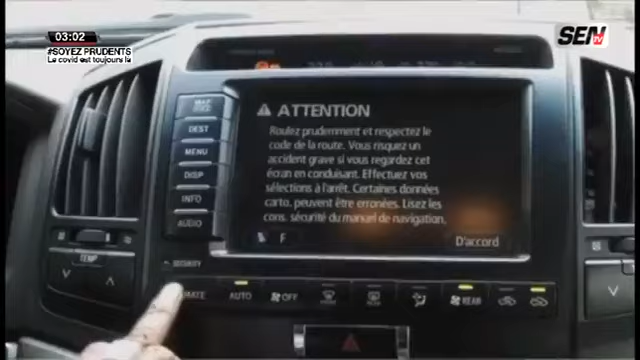 03:02
#SOYEZ PRUDENTS
Le covid est toujours là
SEN TV
DEST
MENU
DISP
INFO
AUDIO
ATTENTION
Roulez prudemment et respectez le
code de la route. Vous risquez un
accident grave si vous regardez cet
écran en conduisant. Effectuez vos
sélections à l'arrêt. Certaines données
carto. peuvent être erronées. Lisez les
cons. sécurité du manuel de navigation.
F
D'accord
TEMP
SECURITY
AUTO
OFF
REAR